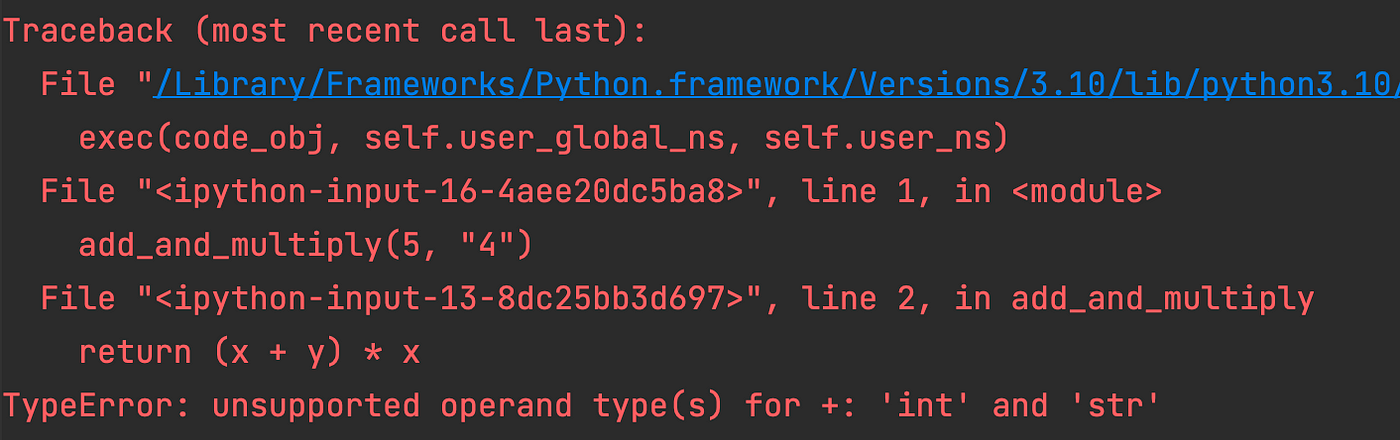 Traceback (most recent call last):
  File "/Library/Frameworks/Python.framework/Versions/3.10/lib/python3.10/
    exec(code_obj, self.user_global_ns, self.user_ns)
  File "<ipython-input-16-4aee20dc5ba8>", line 1, in <module>
    add_and_multiply(5, "4")
  File "<ipython-input-13-8dc25bb3d697>", line 2, in add_and_multiply
    return (x + y) * x
TypeError: unsupported operand type(s) for +: 'int' and 'str'